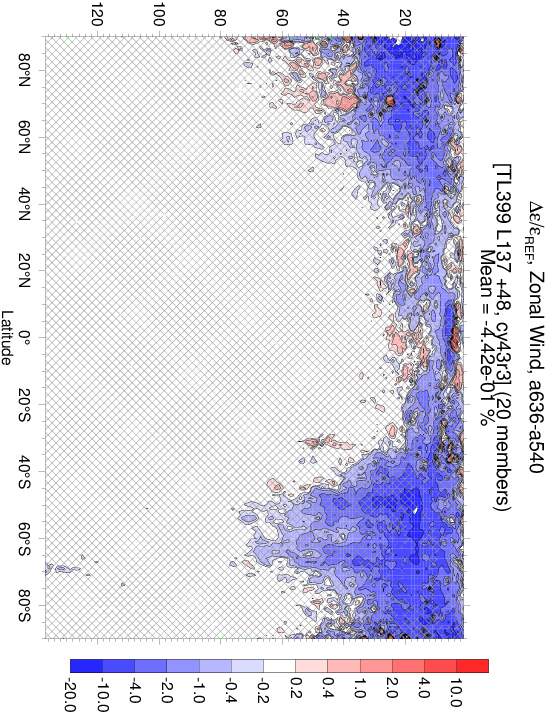 Δε/εREF, Zonal Wind, a636-a540
[TL399 L137 +48, cy43r3] (20 members)
Mean = -4.42e-01 %
20
40
60
80
100
120
80°N
60°N
40°N
20°N
0°
20°S
40°S
60°S
80°S
Latitude
-20.0
-10.0
-4.0
-2.0
-1.0
-0.4
-0.2
0.2
0.4
1.0
2.0
4.0
10.0